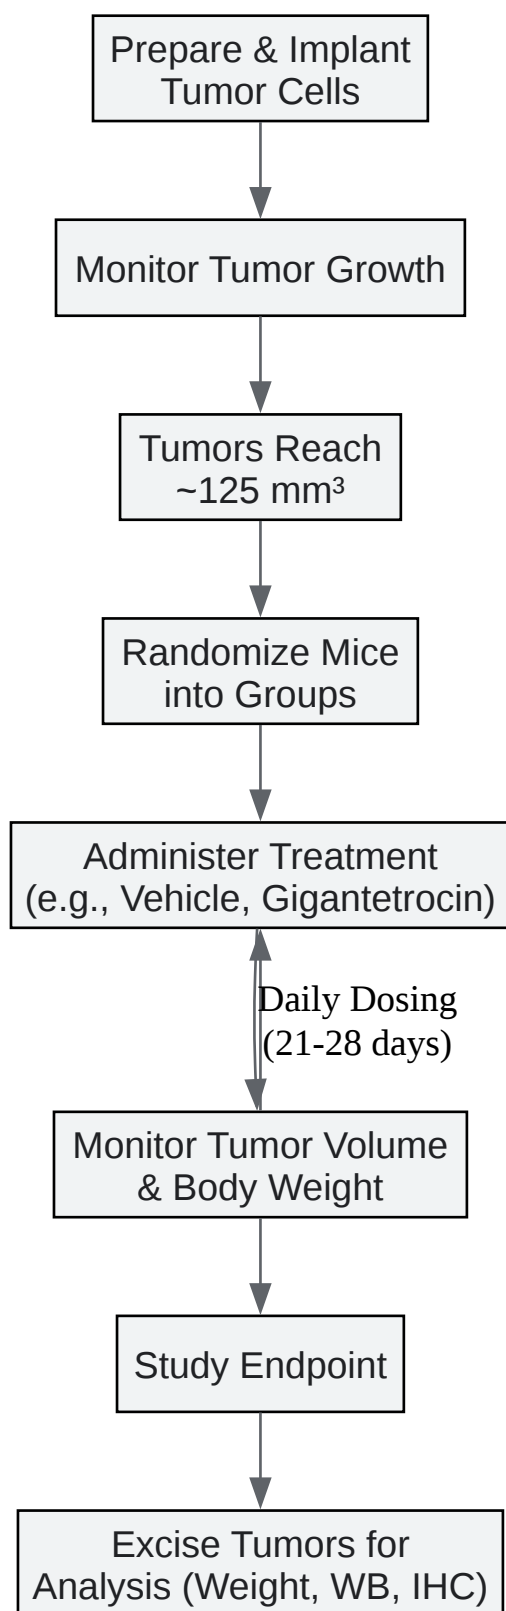 Prepare & Implant
Tumor Cells
Monitor Tumor Growth
Tumors Reach
~125 mm³
Randomize Mice
into Groups
Administer Treatment
(e.g., Vehicle, Gigantetrocin)
Daily Dosing
(21-28 days)
Monitor Tumor Volume
& Body Weight
Study Endpoint
Excise Tumors for
Analysis (Weight, WB, IHC)